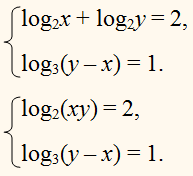 log₂x + log₂y = 2,
log₃(y – x) = 1.
log₂(xy) = 2,
log₃(y – x) = 1.